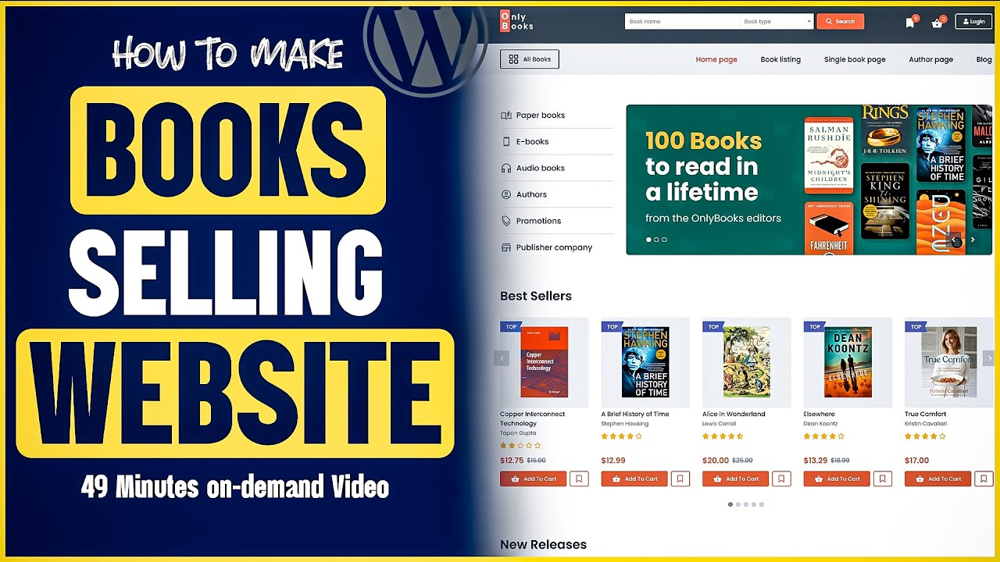 HOW TO MAKE
BOOKS
SELLING
WEBSITE
49 Minutes on-demand Video
W
Only
Books
Book name
Book type
Search
0
0
Login
All Books
Home page
Book listing
Single book page
Author page
Blog
Paper books
E-books
Audio books
Authors
Promotions
Publisher company
100 Books
to read in
a lifetime
from the OnlyBooks editors
SALMAN
RUSHDIE
MIDNIGHT'S
CHILDREN
FAHRENHEIT
RINGS
J·R·R·TOLKIEN
STEPHEN
KING
The
SHINING
STEPHEN
HAWKING
A BRIEF
HISTORY
OF TIME
Best Sellers
TOP
Copper
Interconnect
Technology
Copper Interconnect
Technology
Tapan Gupta
$12.75 $15.00
Add To Cart
TOP
STEPHEN
HAWKING
A BRIEF
HISTORY
OF TIME
A Brief History of Time
Stephen Hawking
$12.99
Add To Cart
TOP
Alice in Wonderland
Lewis Carroll
$20.00 $25.00
Add To Cart
TOP
DEAN
KOONTZ
ELSEWHERE
Elsewhere
Dean Koontz
$13.29 $18.99
Add To Cart
TOP
True Comfort
Kristin Cavallari
True Comfort
Kristin Cavallari
$17.00
Add To Cart
New Releases